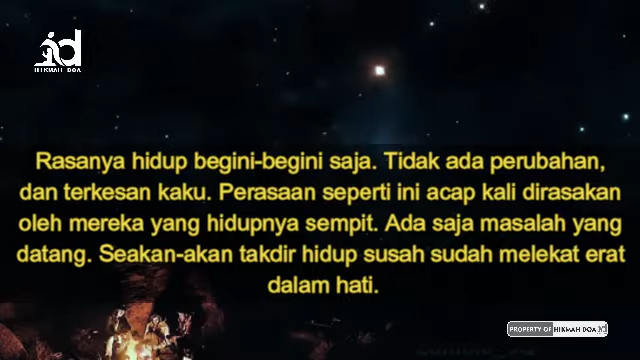 id
HIKMAH DOA
Rasanya hidup begini-begini saja. Tidak ada perubahan,
dan terkesan kaku. Perasaan seperti ini acap kali dirasakan
oleh mereka yang hidupnya sempit. Ada saja masalah yang
datang. Seakan-akan takdir hidup susah sudah melekat erat
dalam hati.
PROPERTY OF HIKMAH DOA id